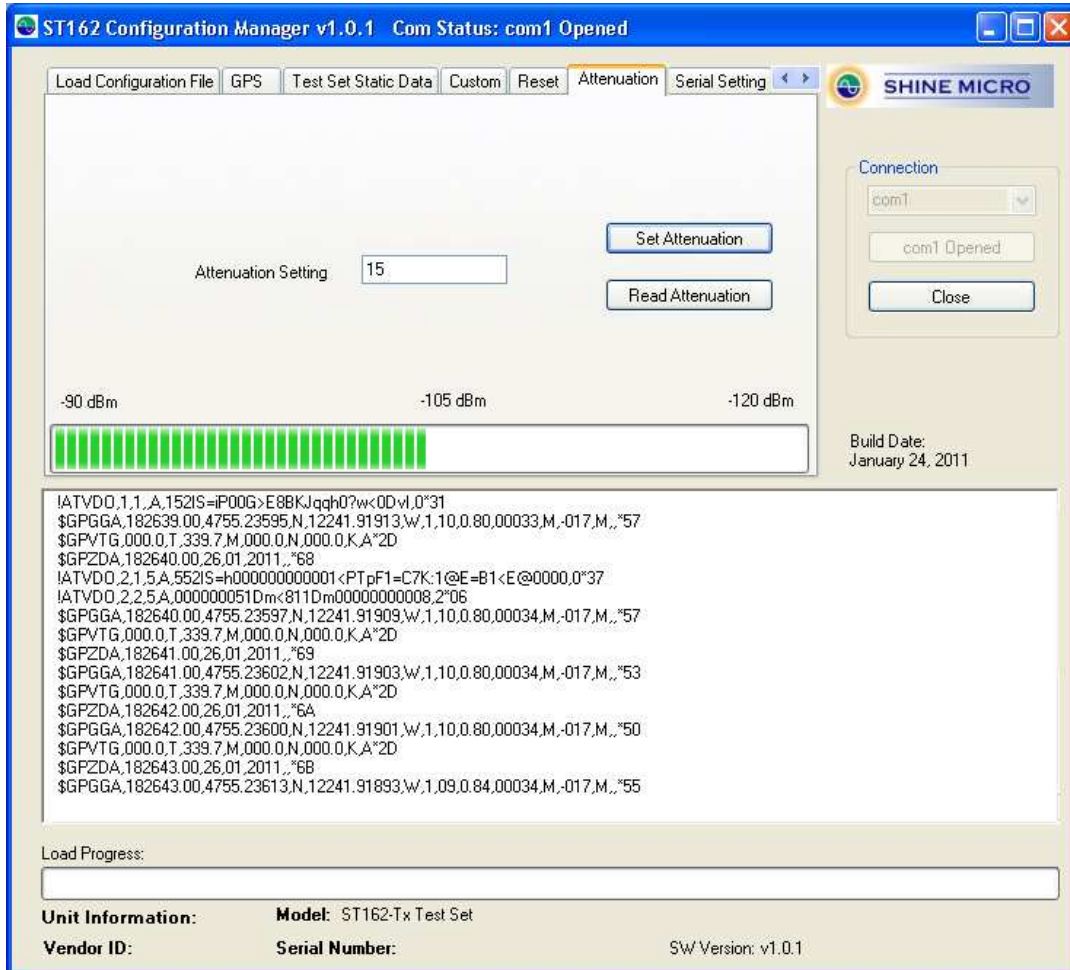 ST162 Configuration Manager v1.0.1 Com Status: com1 Opened
Load Configuration File GPS Test Set Static Data Custom Reset Attenuation Serial Setting
SHINE MICRO
Connection
com1
com1 Opened
Close
Set Attenuation
Attenuation Setting 15
Read Attenuation
-90 dBm -105 dBm -120 dBm
Build Date:
January 24, 2011
!ATVDO,1,1,,A,152IS=iP00G>E8BKJqqh0?w<0DvI,0*31
$GPGGA,182639.00,4755.23595,N,12241.91913,W,1,10,0.80,00033,M,-017,M,,*57
$GPVTG,000.0,T,339.7,M,000.0,N,000.0,K,A*2D
$GPZDA,182640.00,26,01,2011,,*68
!ATVDO,2,1,5,A,552IS=h000000000001<PTpF1=C7K:1@E=B1<E@0000,0*37
!ATVDO,2,2,5,A,000000051Dm<811Dm00000000008,2*06
$GPGGA,182640.00,4755.23597,N,12241.91909,W,1,10,0.80,00034,M,-017,M,,*57
$GPVTG,000.0,T,339.7,M,000.0,N,000.0,K,A*2D
$GPZDA,182641.00,26,01,2011,,*69
$GPGGA,182641.00,4755.23602,N,12241.91903,W,1,10,0.80,00034,M,-017,M,,*53
$GPVTG,000.0,T,339.7,M,000.0,N,000.0,K,A*2D
$GPZDA,182642.00,26,01,2011,,*6A
$GPGGA,182642.00,4755.23600,N,12241.91901,W,1,10,0.80,00034,M,-017,M,,*50
$GPVTG,000.0,T,339.7,M,000.0,N,000.0,K,A*2D
$GPZDA,182643.00,26,01,2011,,*6B
$GPGGA,182643.00,4755.23613,N,12241.91893,W,1,09,0.84,00034,M,-017,M,,*55
Load Progress:
Unit Information: Model: ST162-Tx Test Set
Vendor ID: Serial Number: SW Version: v1.0.1